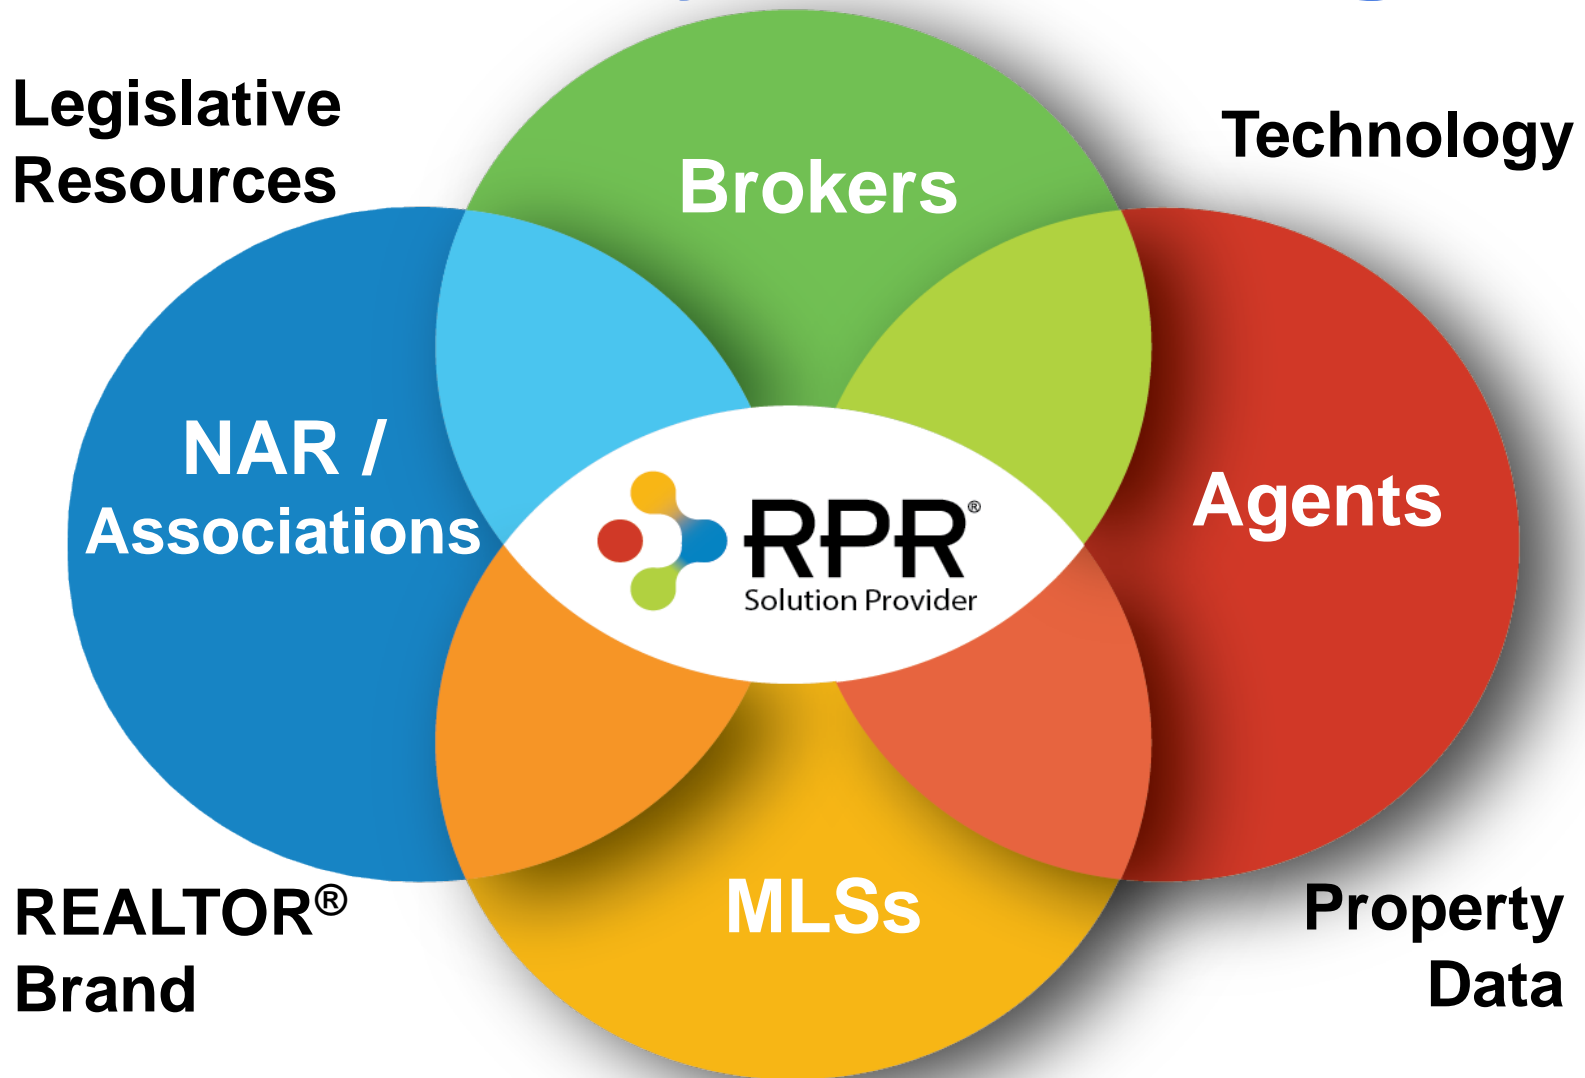 Legislative
Resources
Technology
Brokers
NAR /
Associations
Agents
RPR®
Solution Provider
MLSs
REALTOR®
Brand
Property
Data